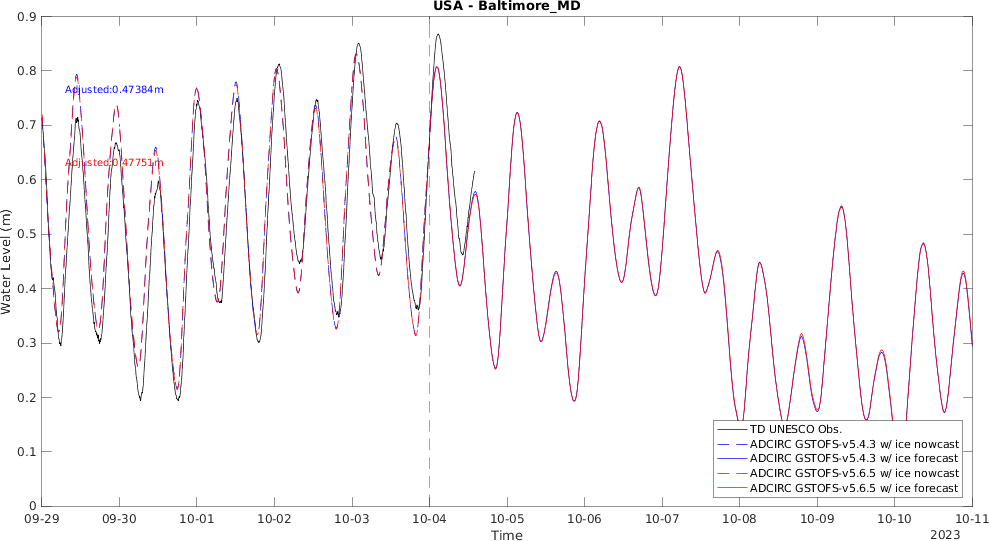 USA - Baltimore_MD
0.9
0.8
0.7
0.6
0.5
0.4
0.3
0.2
0.1
0
Water Level (m)
Adjusted:0.47384m
Adjusted:0.47751m
TD UNESCO Obs.
ADCIRC GSTOFS-v5.4.3 w/ ice nowcast
ADCIRC GSTOFS-v5.4.3 w/ ice forecast
ADCIRC GSTOFS-v5.6.5 w/ ice nowcast
ADCIRC GSTOFS-v5.6.5 w/ ice forecast
09-29 09-30 10-01 10-02 10-03 10-04 10-05 10-06 10-07 10-08 10-09 10-10 10-11
Time
2023